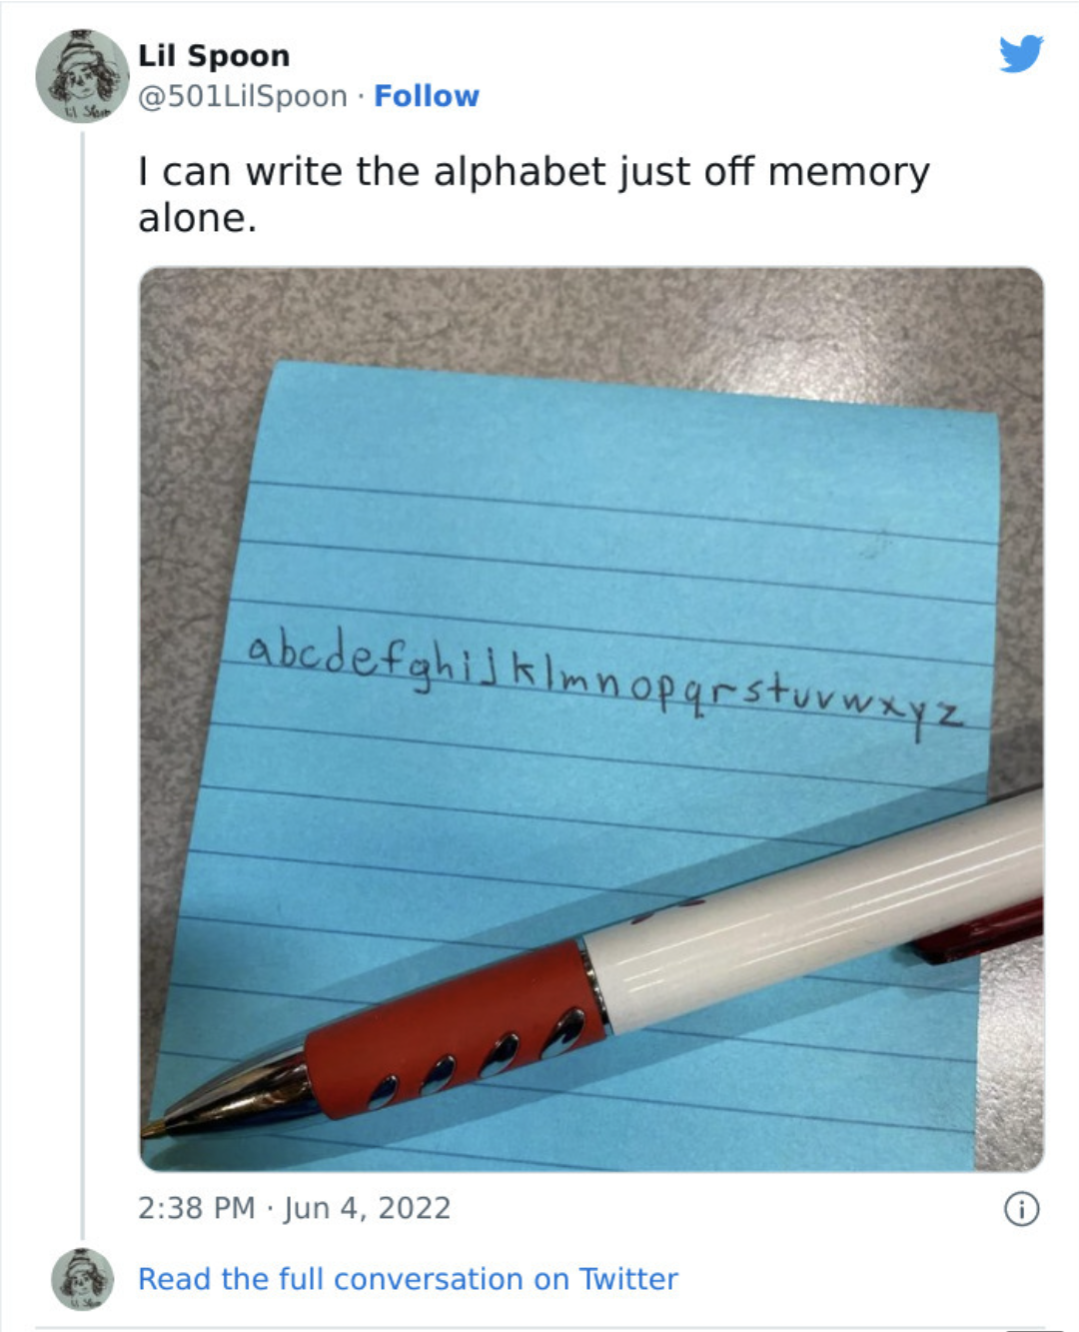 Lil Spoon
@501LilSpoon · Follow
I can write the alphabet just off memory
alone.
abcdefghijklmnopqrstuvwxyz
2:38 PM · Jun 4, 2022
Read the full conversation on Twitter